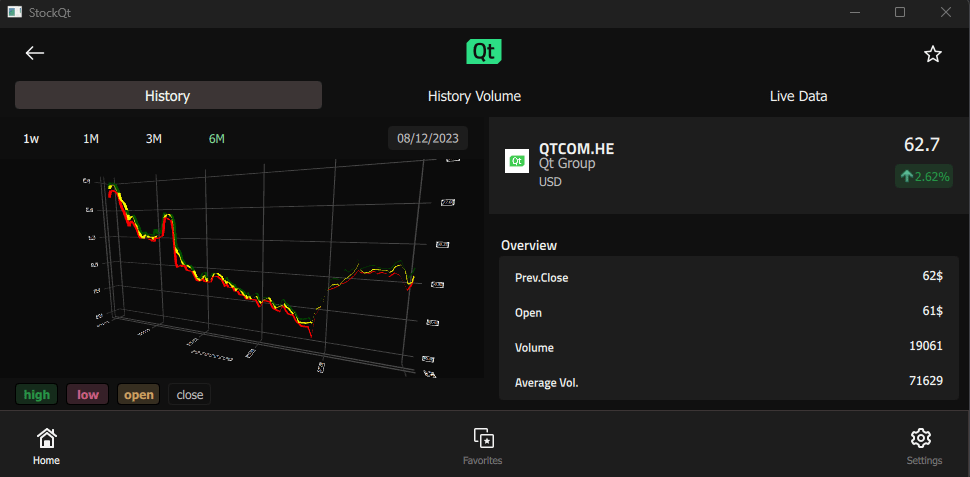 StockQt
Qt
History
History Volume
Live Data
1w
1M
3M
6M
08/12/2023
Qt
QTCOM.HE
Qt Group
USD
62.7
2.62%
Overview
Prev.Close
62$
Open
61$
Volume
19061
Average Vol.
71629
high
low
open
close
Home
Favorites
Settings